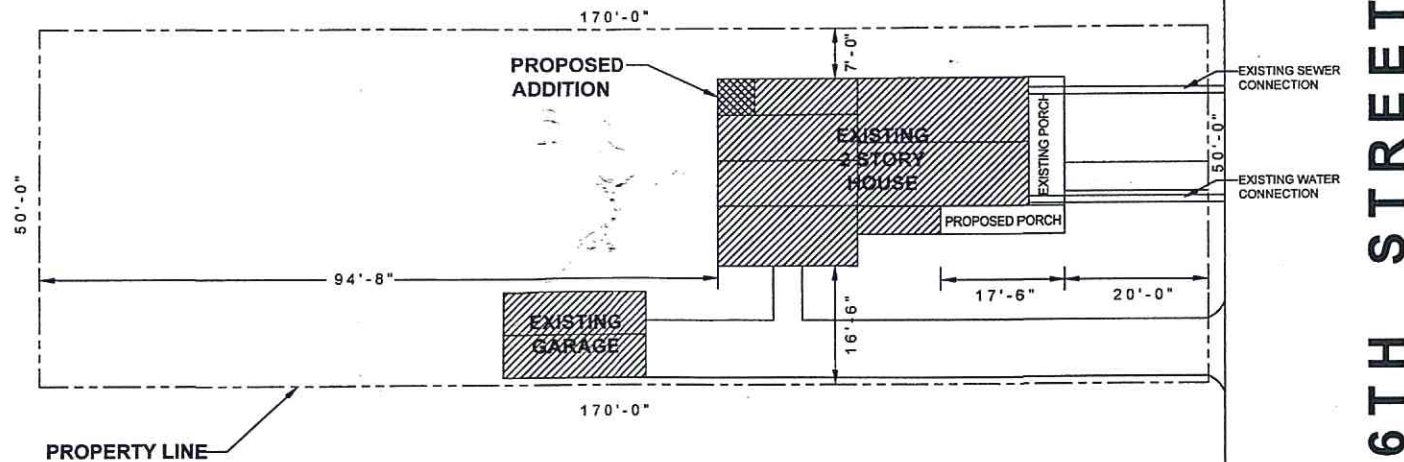 170'-0"
PROPOSED
ADDITION
7'-0"
EXISTING SEWER
CONNECTION
EXISTING
2 STORY
HOUSE
EXISTING PORCH
50'-0"
EXISTING WATER
CONNECTION
PROPOSED PORCH
50'-0"
94'-8"
17'-6"
20'-0"
16'-6"
EXISTING
GARAGE
170'-0"
PROPERTY LINE
6TH STREET